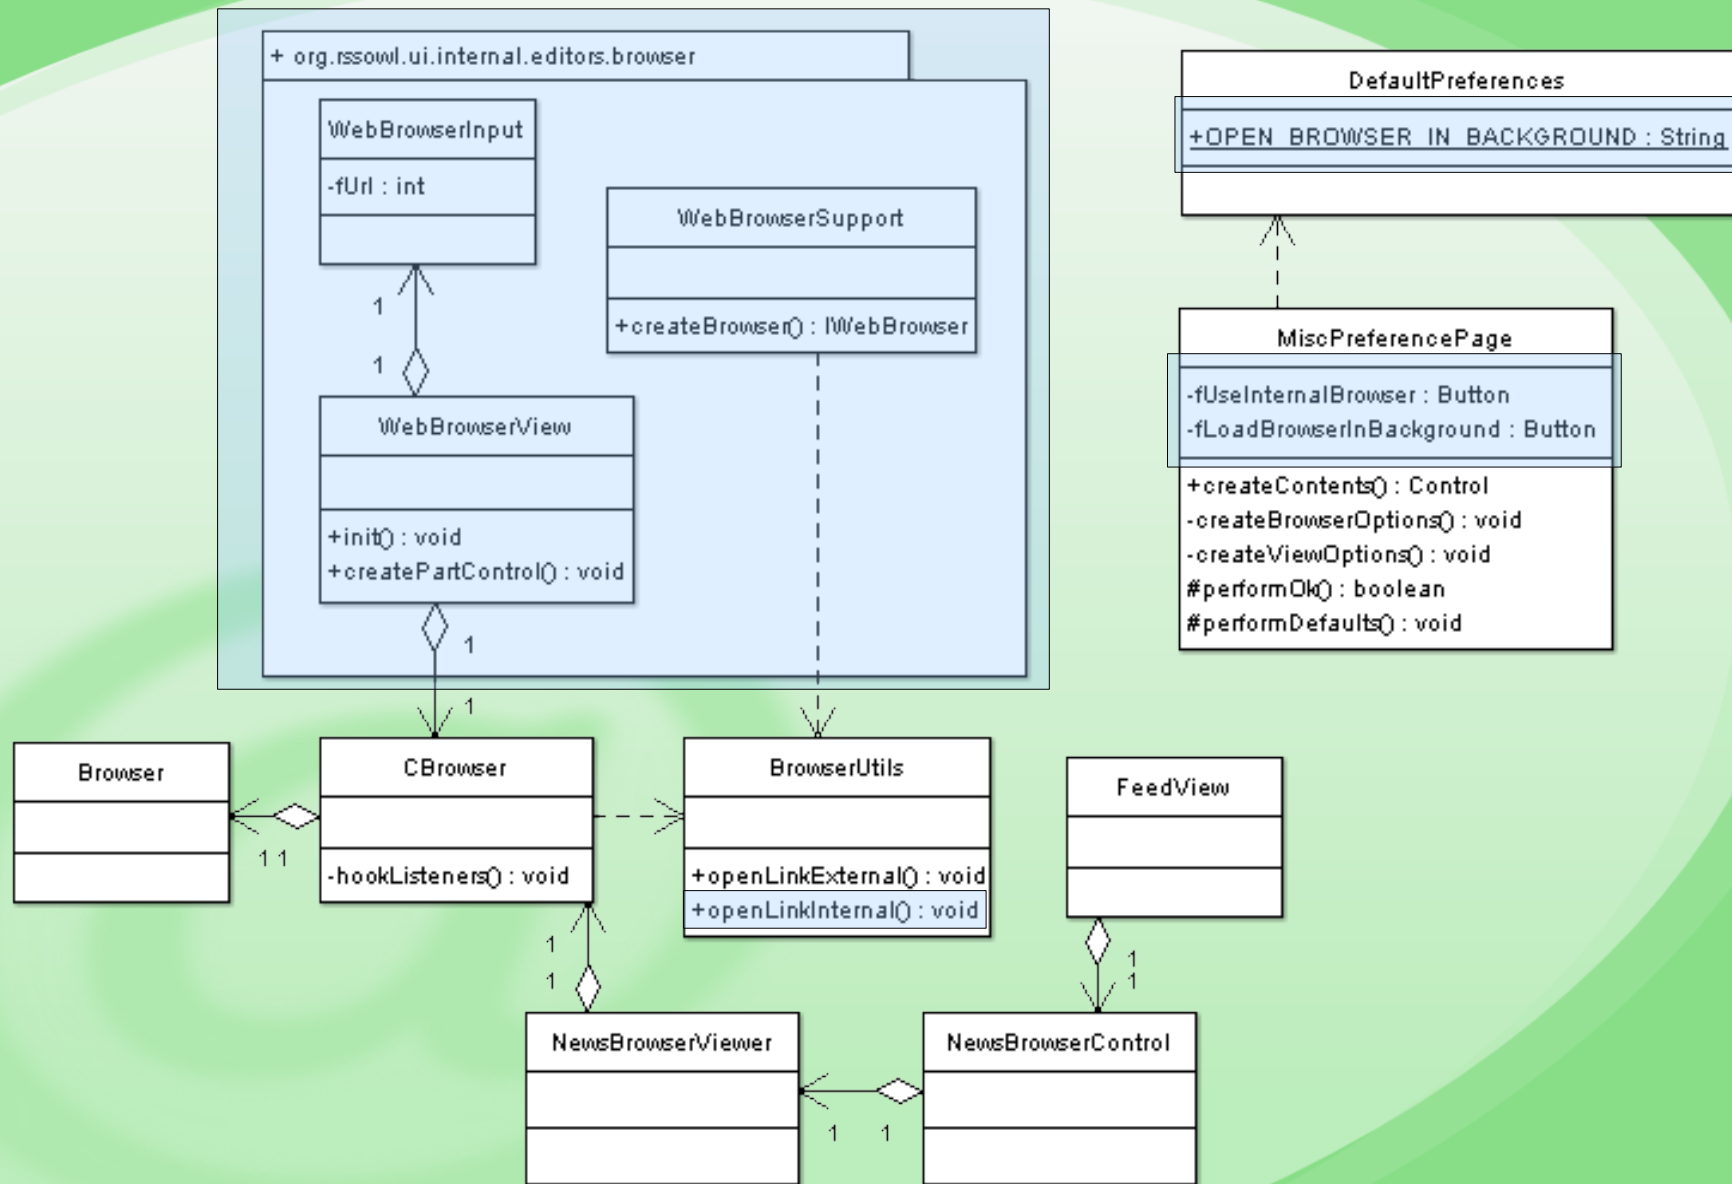 + org.rssowl.ui.internal.editors.browser
WebBrowserInput
-fUrl : int
WebBrowserSupport
+createBrowser() : IWebBrowser
1
1
WebBrowserView
+init() : void
+createPartControl() : void
1
1
DefaultPreferences
+OPEN_BROWSER_IN_BACKGROUND : String
MiscPreferencePage
-fUseInternalBrowser : Button
-fLoadBrowserInBackground : Button
+createContents() : Control
-createBrowserOptions() : void
-createViewOptions() : void
#performOk() : boolean
#performDefaults() : void
Browser
1 1
CBrowser
-hookListeners() : void
BrowserUtils
+openLinkExternal() : void
+openLinkInternal() : void
FeedView
1
1
1
1
NewsBrowserViewer
1 1
NewsBrowserControl